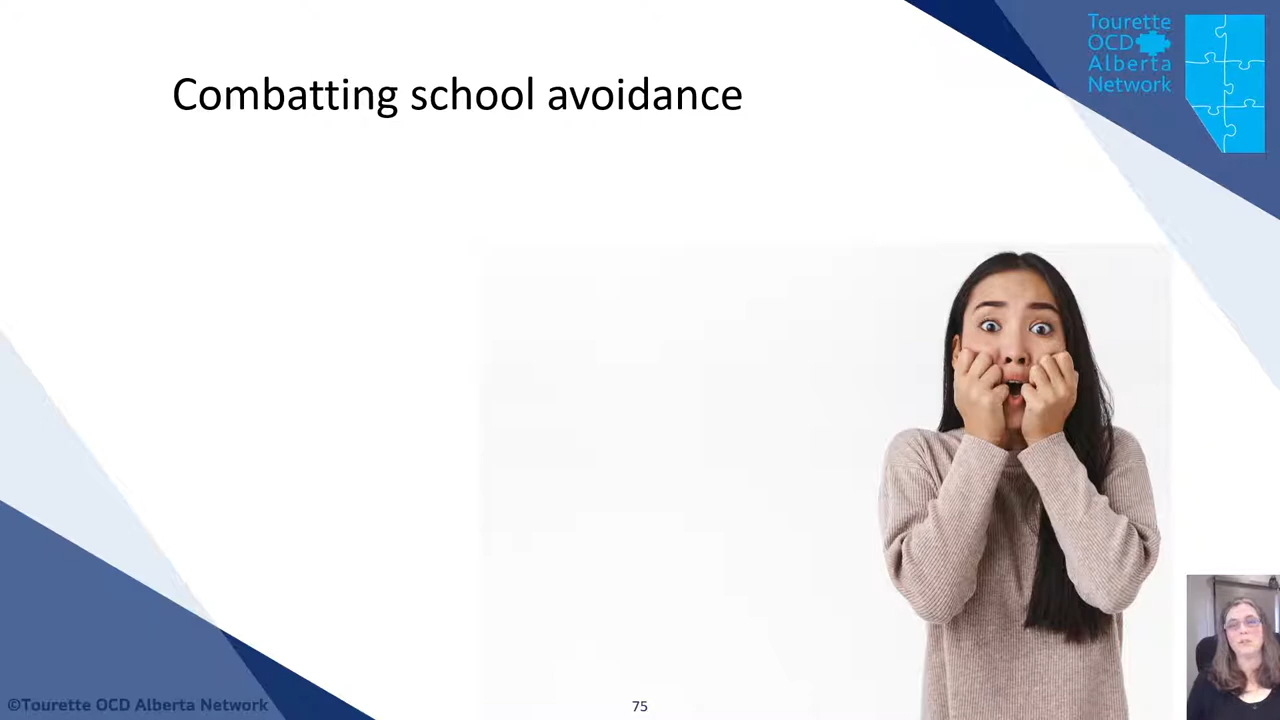 Combatting school avoidance
Tourette
OCD
Alberta
Network
©Tourette OCD Alberta Network
75